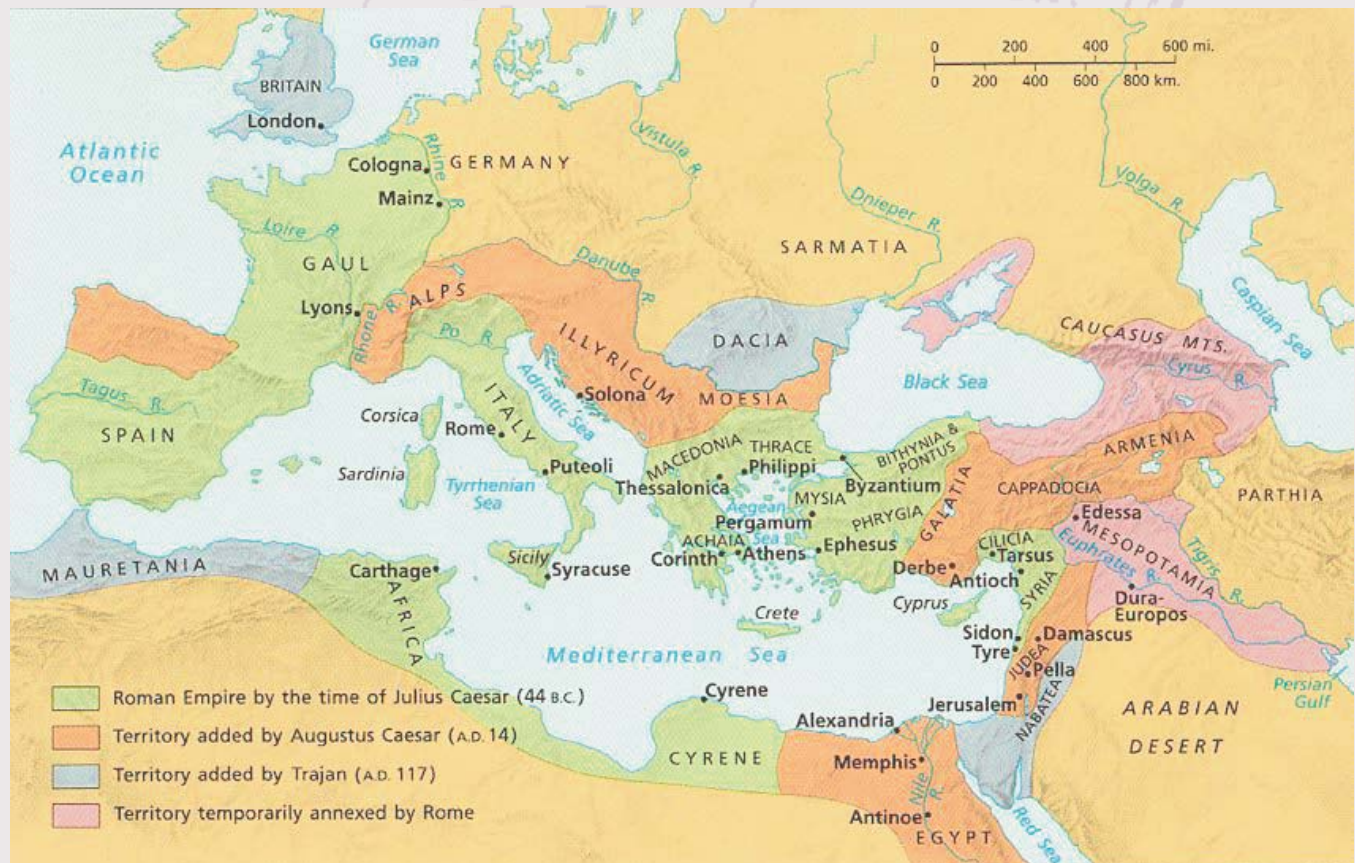 German
Sea
0 200 400 600 mi.
0 200 400 600 800 km.
BRITAIN
London
Atlantic
Ocean
Cologna
Rhine R.
GERMANY
Mainz
Vistula R.
Dnieper R.
Volga R.
Loire R.
GAUL
SARMATIA
Danube R.
Lyons
Rhone R.
ALPS
Po R.
ILLYRICUM
DACIA
Caspian Sea
CAUCASUS MTS.
Cyrus R.
Black Sea
Adriatic Sea
Solona
MOESIA
Tagus R.
SPAIN
Corsica
ITALY
Rome
Sardinia
Puteoli
Tyrrhenian
Sea
MACEDONIA
THRACE
Philippi
Thessalonica
BITHYNIA &
PONTUS
Byzantium
ARMENIA
CAPPADOCIA
GALATIA
PARTHIA
Aegean
Sea
MYSIA
Pergamum
PHRYGIA
Edessa
MESOPOTAMIA
Euphrates R.
Tigris R.
Dura-
Europos
ACHAIA
Corinth
Athens
Ephesus
CILICIA
Tarsus
Derbe
Antioch
SYRIA
Cyprus
MAURETANIA
Carthage
AFRICA
Sicily
Syracuse
Crete
Mediterranean Sea
Sidon
Tyre
Damascus
JUDEA
Pella
Jerusalem
NABATEA
Persian
Gulf
ARABIAN
DESERT
Cyrene
CYRENE
Alexandria
Memphis
Nile R.
Antinoe
EGYPT
Red Sea
Roman Empire by the time of Julius Caesar (44 B.C.)
Territory added by Augustus Caesar (A.D. 14)
Territory added by Trajan (A.D. 117)
Territory temporarily annexed by Rome